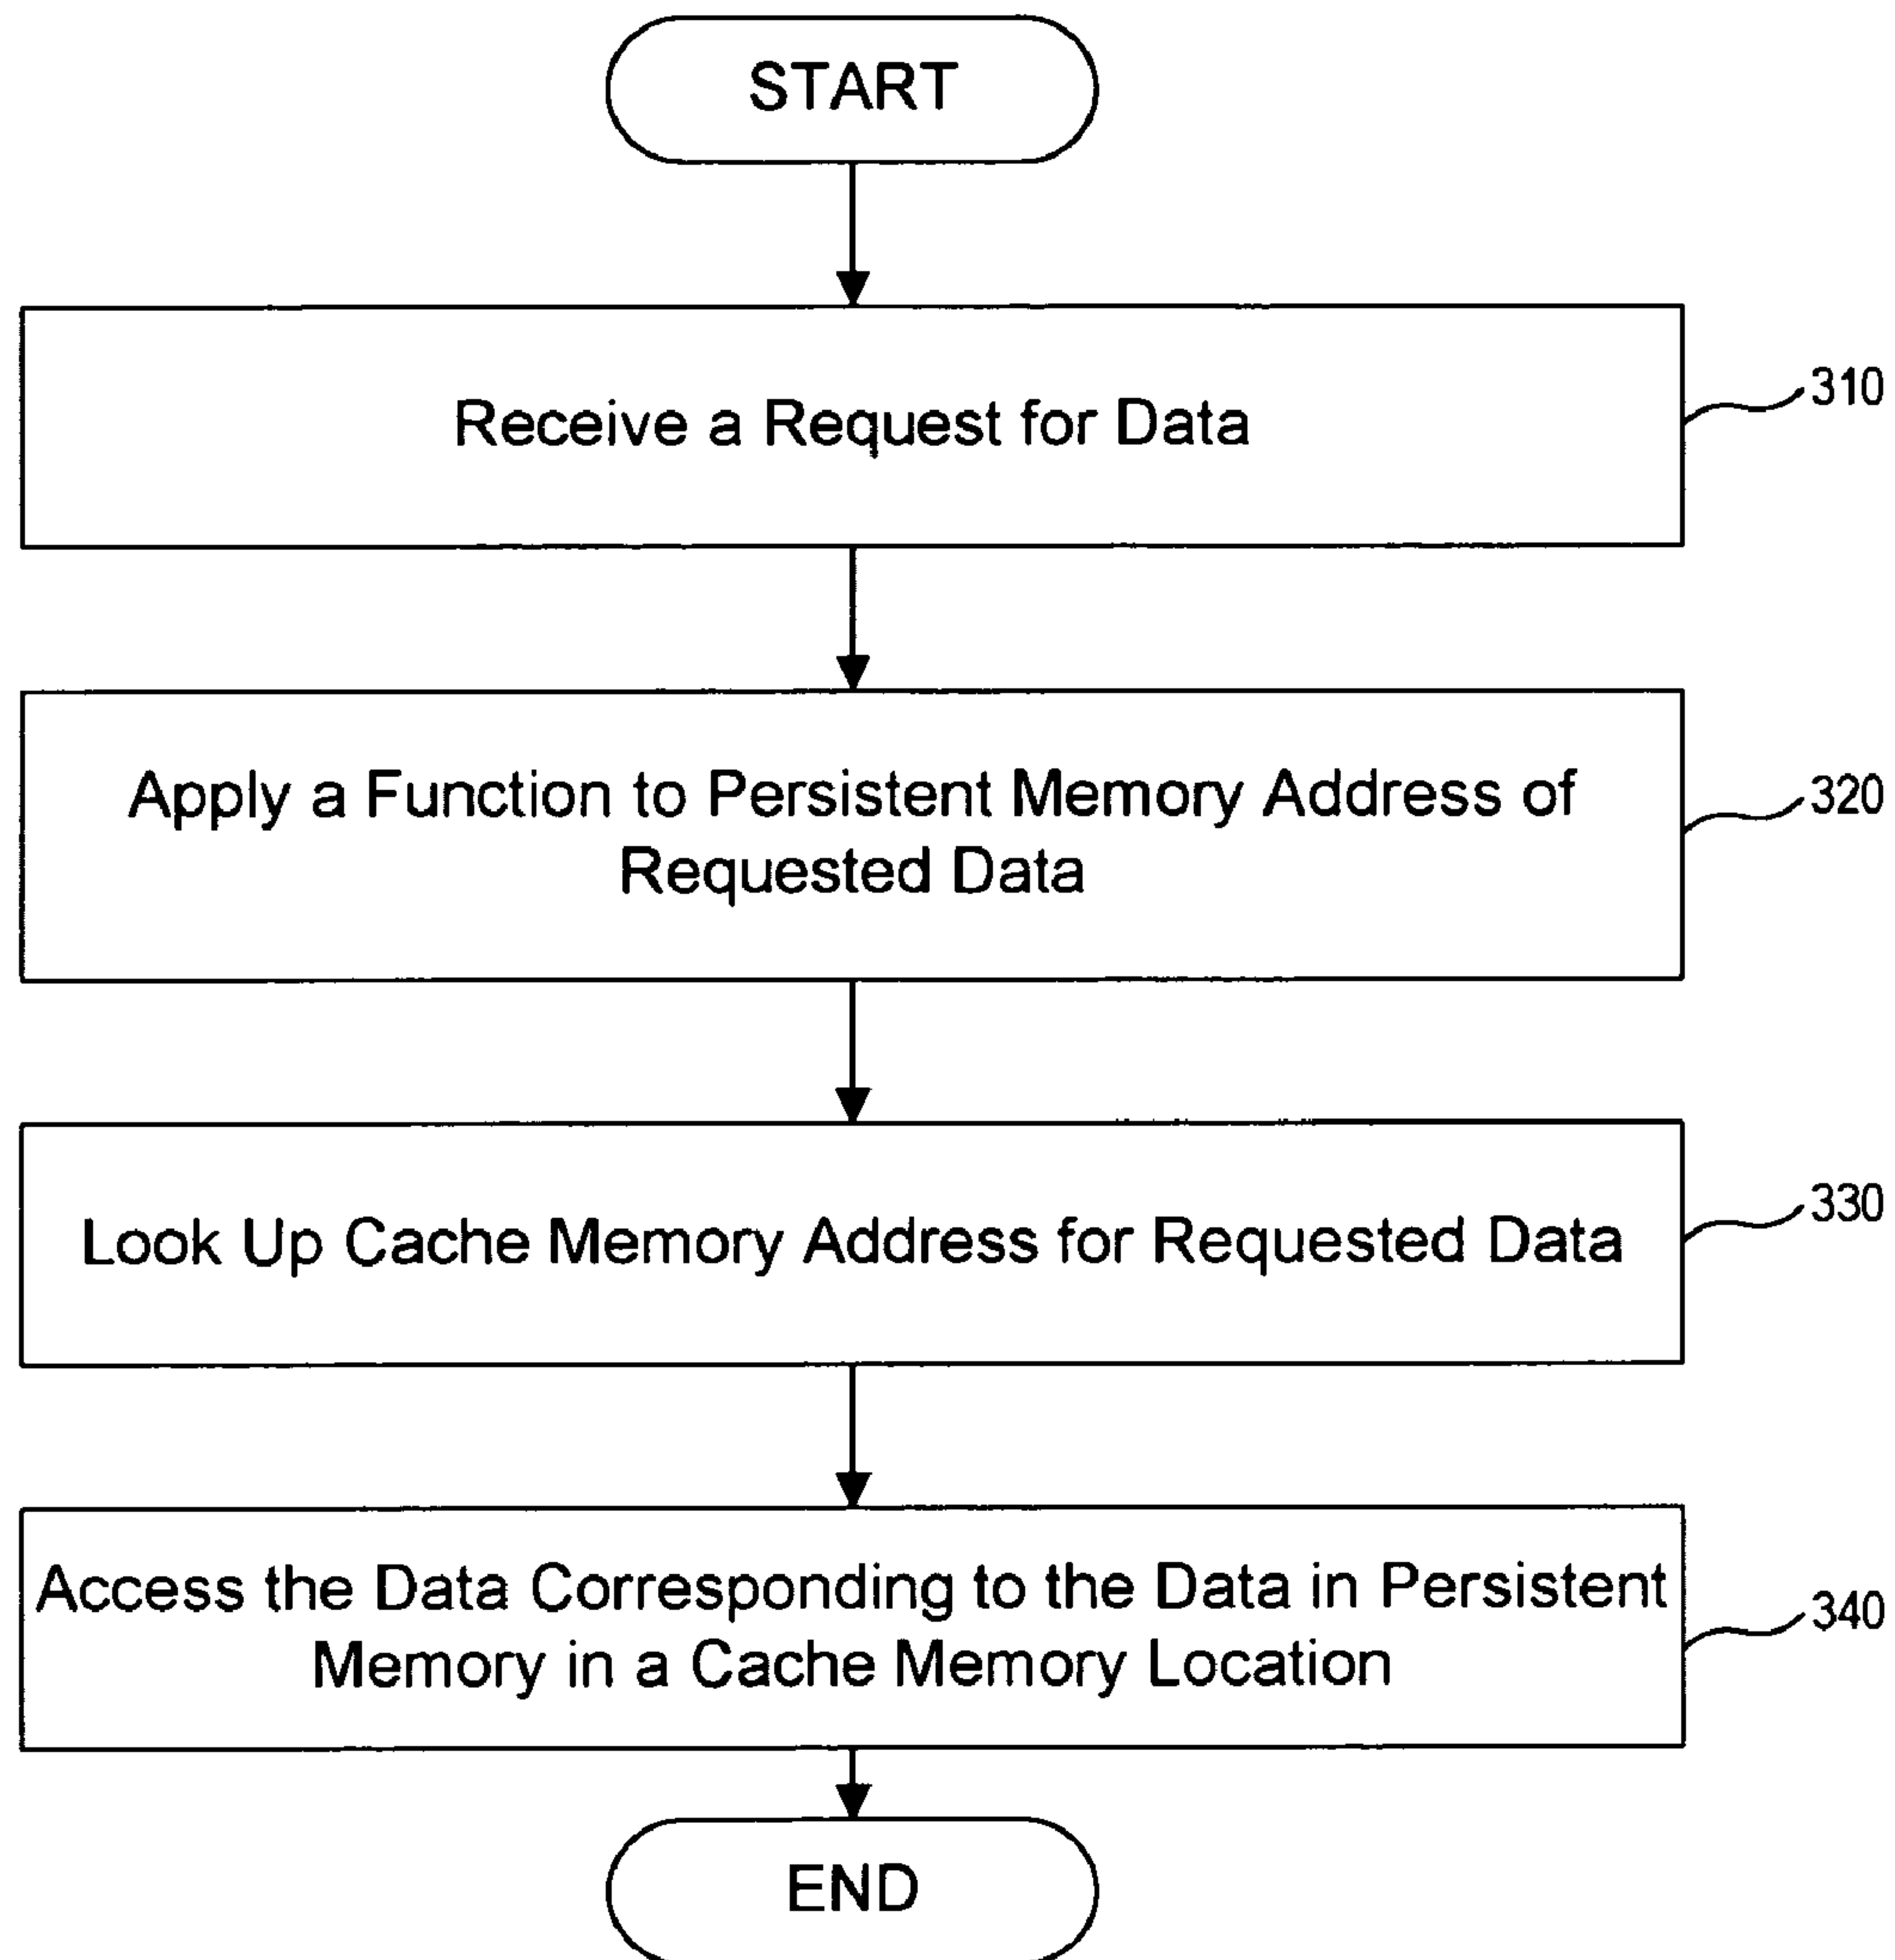 START
Receive a Request for Data
310
Apply a Function to Persistent Memory Address of
Requested Data
320
Look Up Cache Memory Address for Requested Data
330
Access the Data Corresponding to the Data in Persistent
Memory in a Cache Memory Location
340
END